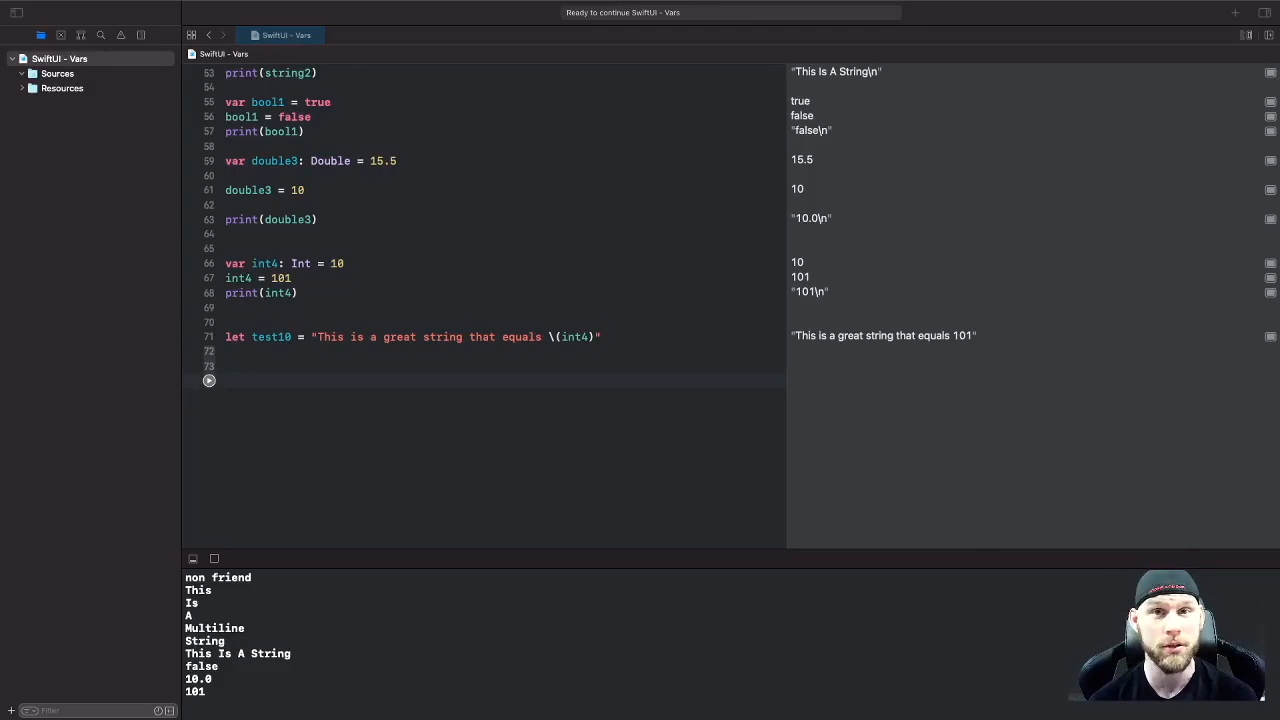 Ready to continue SwiftUI - Vars
SwiftUI - Vars
SwiftUI - Vars
SwiftUI - Vars
Sources
Resources
53 print(string2)
"This Is A String\n"
54
55 var bool1 = true
true
56 bool1 = false
false
57 print(bool1)
"false\n"
58
59 var double3: Double = 15.5
15.5
60
61 double3 = 10
10
62
63 print(double3)
"10.0\n"
64
65
66 var int4: Int = 10
10
67 int4 = 101
101
68 print(int4)
"101\n"
69
70
71 let test10 = "This is a great string that equals \(int4)"
"This is a great string that equals 101"
72
73
non friend
This
Is
A
Multiline
String
This Is A String
false
10.0
101
Filter